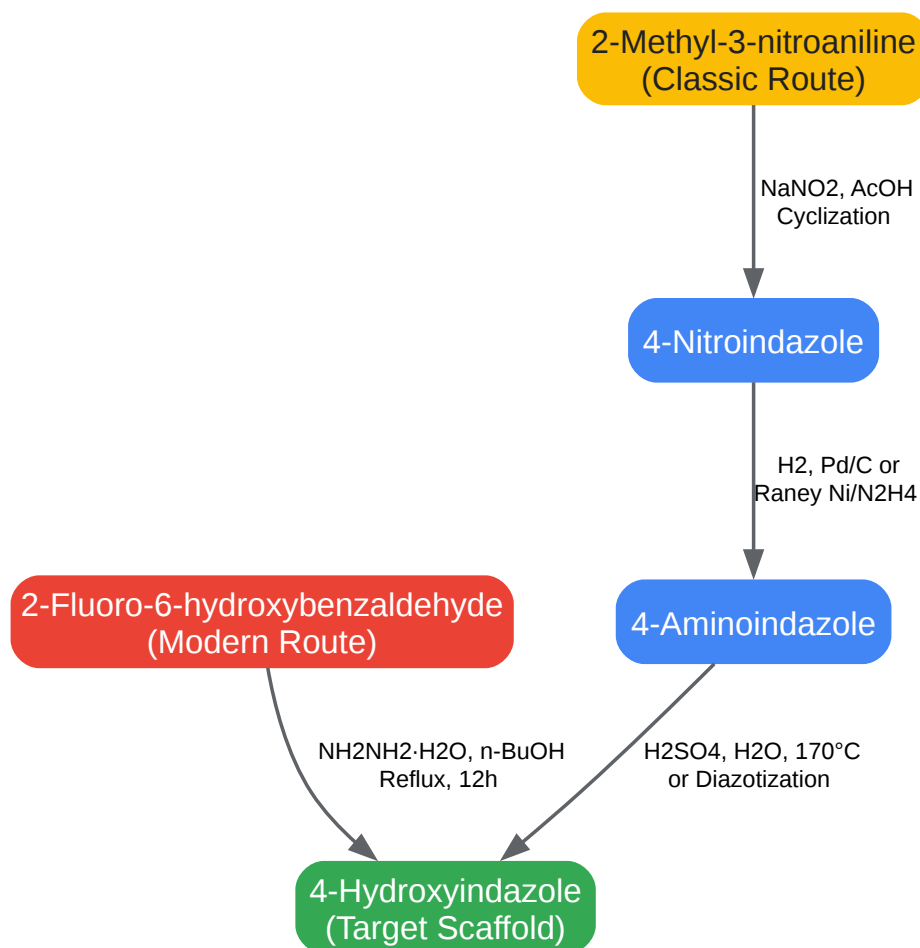 2-Methyl-3-nitroaniline
(Classic Route)
NaNO2, AcOH
Cyclization
4-Nitroindazole
H2, Pd/C or
Raney Ni/N2H4
2-Fluoro-6-hydroxybenzaldehyde
(Modern Route)
4-Aminoindazole
NH2NH2·H2O, n-BuOH
Reflux, 12h
H2SO4, H2O, 170°C
or Diazotization
4-Hydroxyindazole
(Target Scaffold)